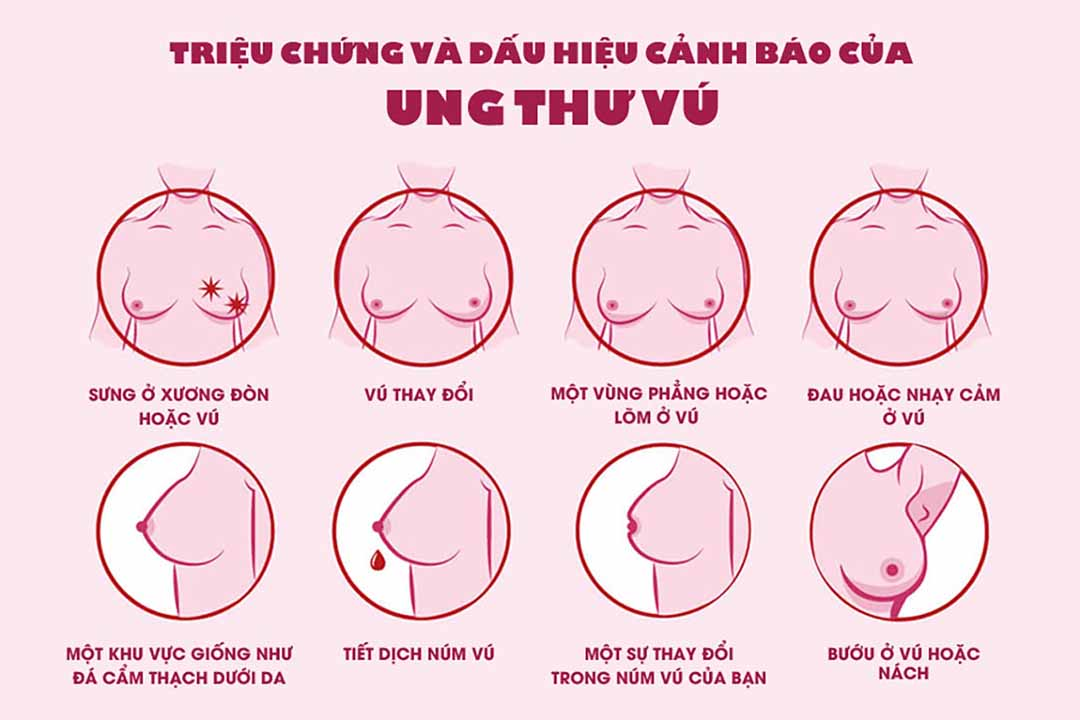 TRIỆU CHỨNG VÀ DẤU HIỆU CẢNH BÁO CỦA
UNG THƯ VÚ
SƯNG Ở XƯƠNG ĐÒN
HOẶC VÚ
VÚ THAY ĐỔI
MỘT VÙNG PHẲNG HOẶC
LÕM Ở VÚ
ĐAU HOẶC NHẠY CẢM
Ở VÚ
MỘT KHU VỰC GIỐNG NHƯ
ĐÁ CẨM THẠCH DƯỚI DA
TIẾT DỊCH NÚM VÚ
MỘT SỰ THAY ĐỔI
TRONG NÚM VÚ CỦA BẠN
BƯỚU Ở VÚ HOẶC
NÁCH